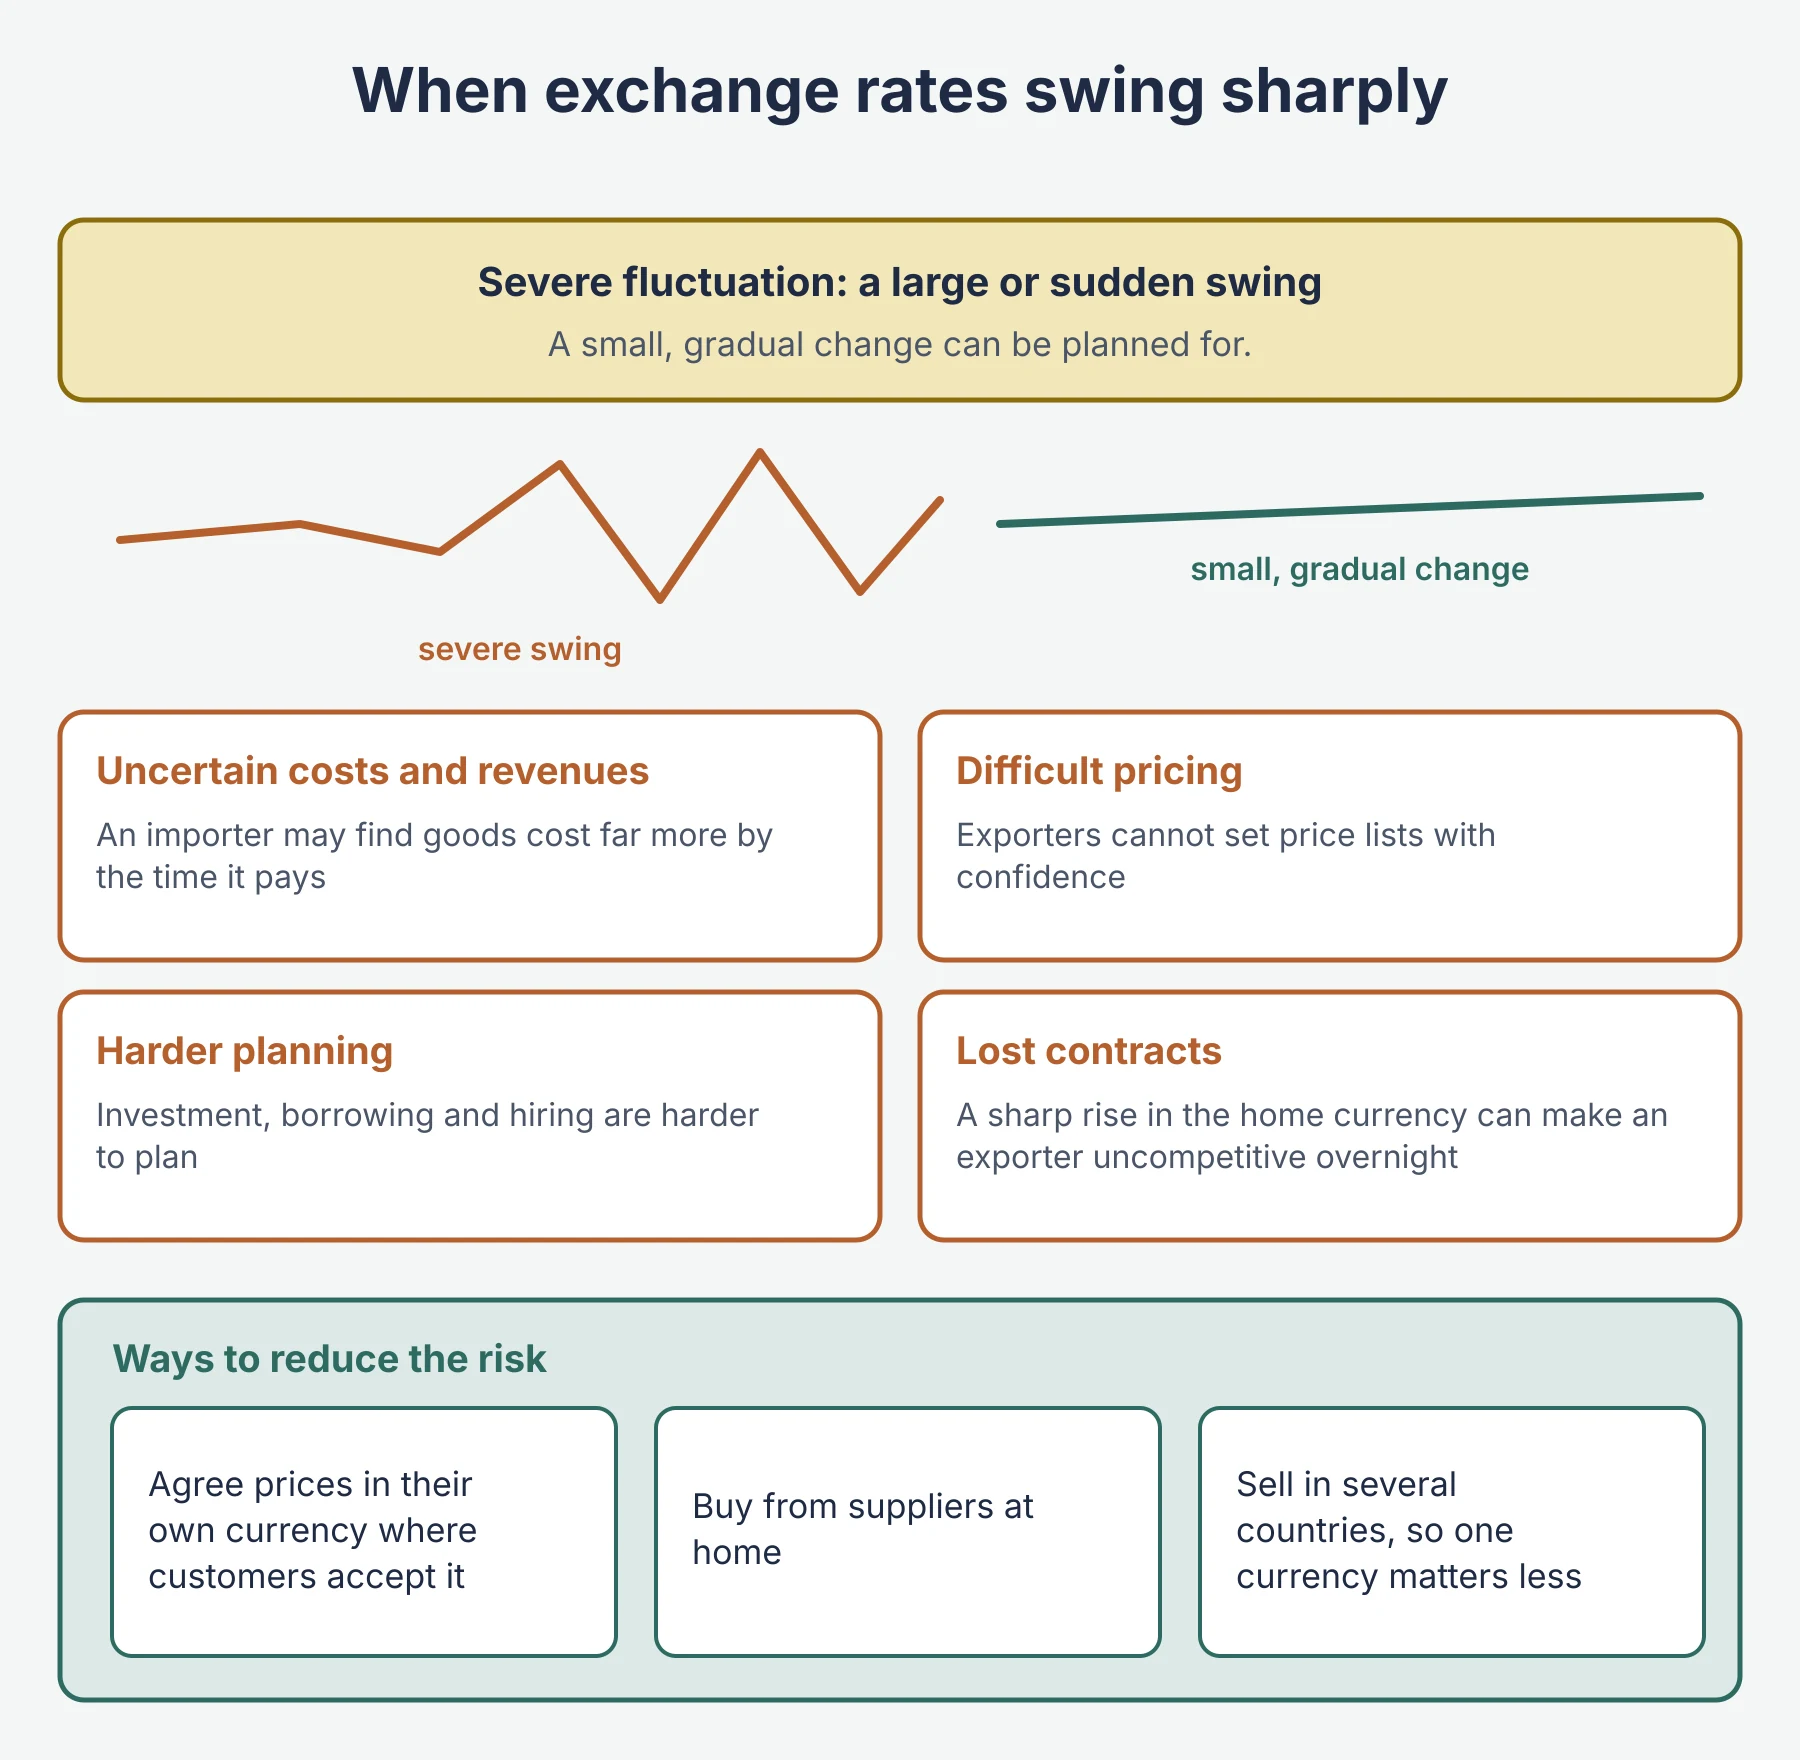 When exchange rates swing sharply
Severe fluctuation: a large or sudden swing
A small, gradual change can be planned for.
small, gradual change
severe swing
Uncertain costs and revenues
An importer may find goods cost far more by
the time it pays
Difficult pricing
Exporters cannot set price lists with
confidence
Harder planning
Investment, borrowing and hiring are harder
to plan
Lost contracts
A sharp rise in the home currency can make an
exporter uncompetitive overnight
Ways to reduce the risk
Agree prices in their
own currency where
customers accept it
Buy from suppliers at
home
Sell in several
countries, so one
currency matters less